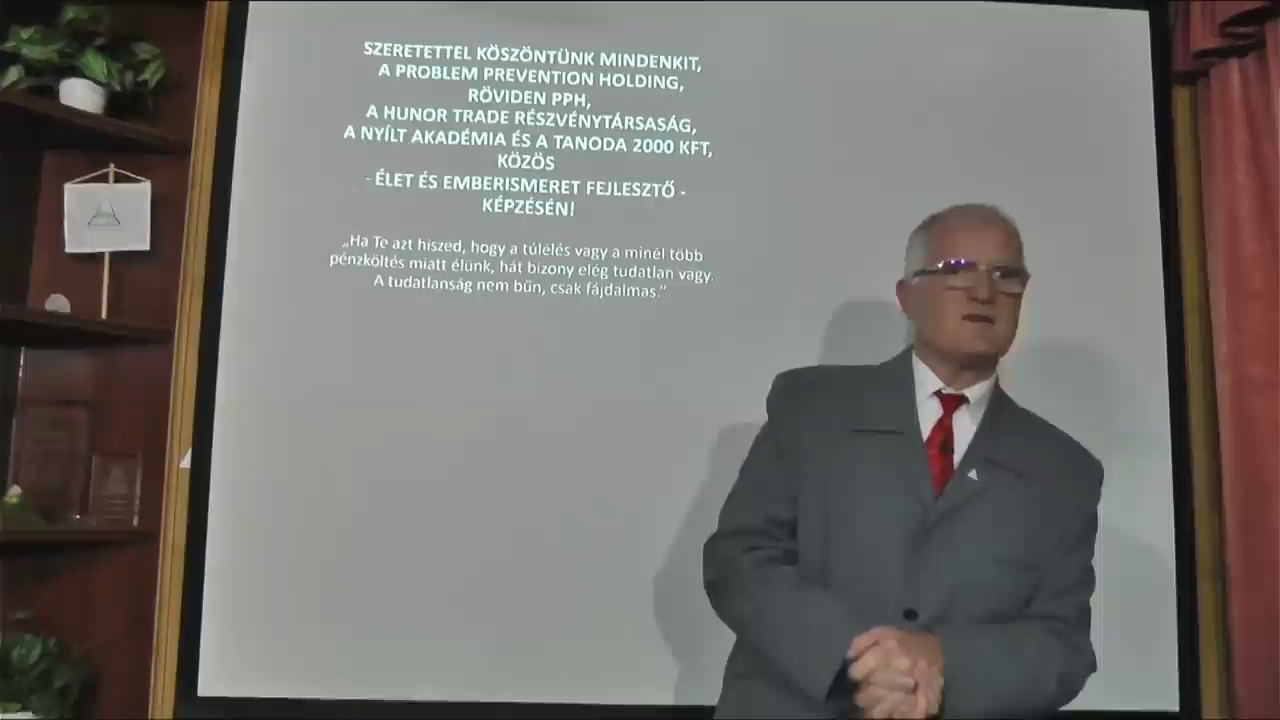 SZERETETTEL KÖSZÖNTÜNK MINDENKIT,
A PROBLEM PREVENTION HOLDING,
RÖVIDEN PPH,
A HUNOR TRADE RÉSZVÉNYTÁRSASÁG,
A NYÍLT AKADÉMIA ÉS A TANODA 2000 KFT,
KÖZÖS
- ÉLET ÉS EMBERISMERET FEJLESZTŐ -
KÉPZÉSÉN!
„Ha Te azt hiszed, hogy a túlélés vagy a minél több
pénzköltés miatt élünk, hát bizony elég tudatlan vagy.
A tudatlanság nem bűn, csak fájdalmas.”